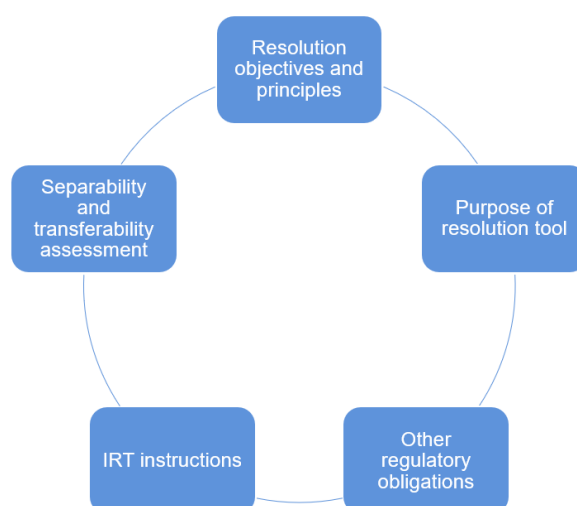 Resolution
objectives and
principles
Separability
and
transferability
assessment
Purpose of
resolution tool
IRT instructions
Other
regulatory
obligations